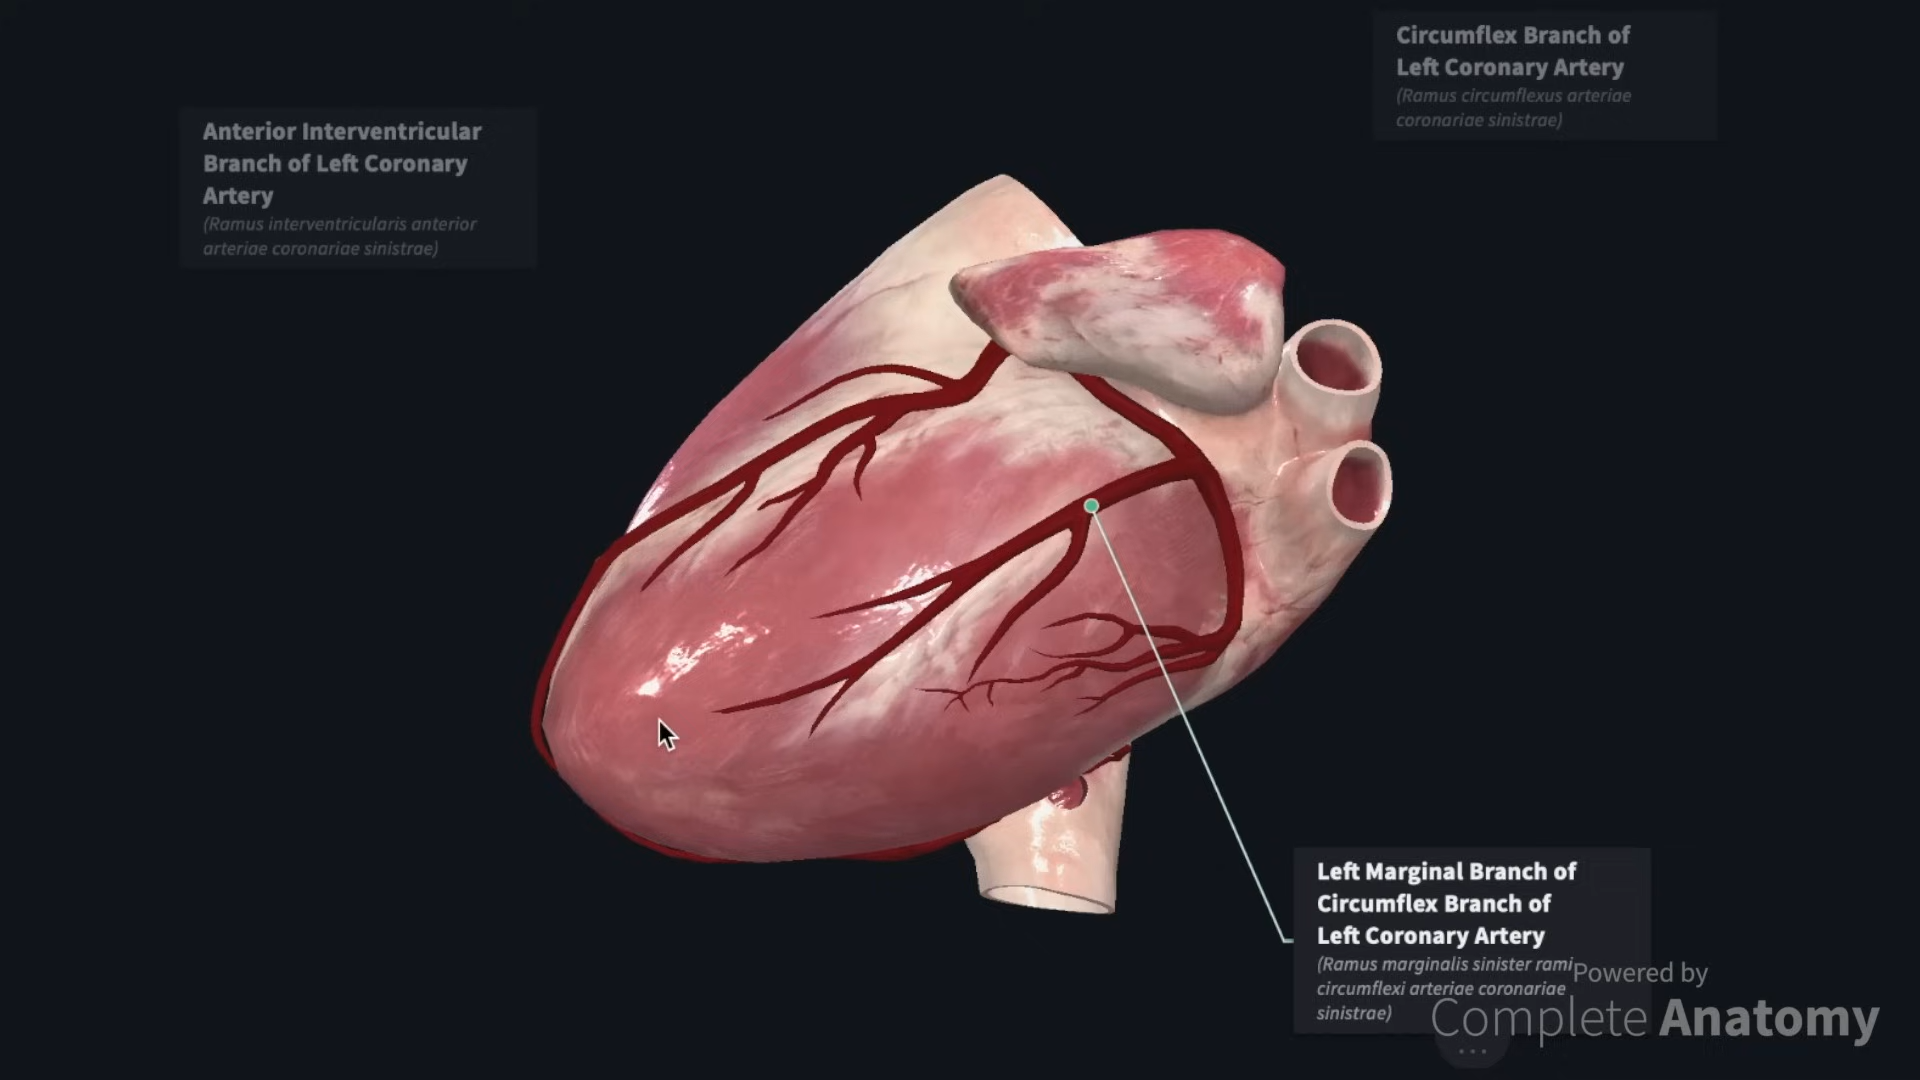 Circumflex Branch of
Left Coronary Artery
(Ramus circumflexus arteriae
coronariae sinistrae)
Anterior Interventricular
Branch of Left Coronary
Artery
(Ramus interventricularis anterior
arteriae coronariae sinistrae)
Left Marginal Branch of
Circumflex Branch of
Left Coronary Artery
(Ramus marginalis sinister rami
circumflexi arteriae coronariae
sinistrae)
Powered by
Complete Anatomy